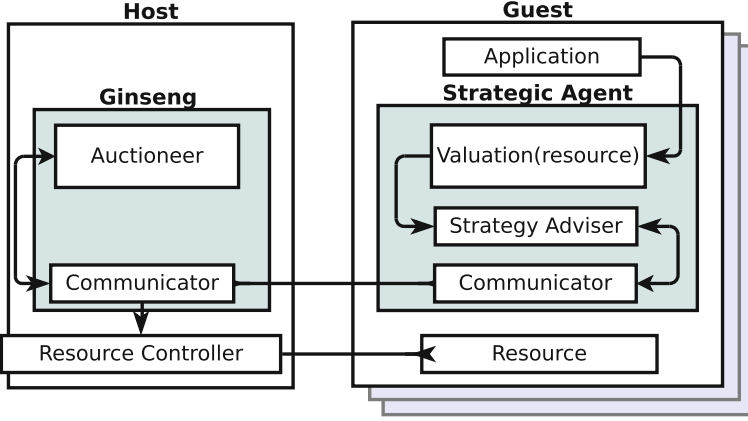 Host
Ginseng
Auctioneer
Communicator
Resource Controller
Guest
Application
Strategic Agent
Valuation(resource)
Strategy Adviser
Communicator
Resource